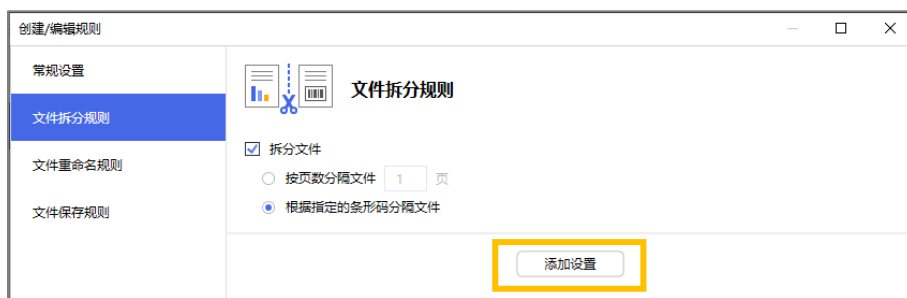 创建/编辑规则
常规设置
文件拆分规则
文件重命名规则
文件保存规则
文件拆分规则
拆分文件
按页数分隔文件 1 页
根据指定的条形码分隔文件
添加设置